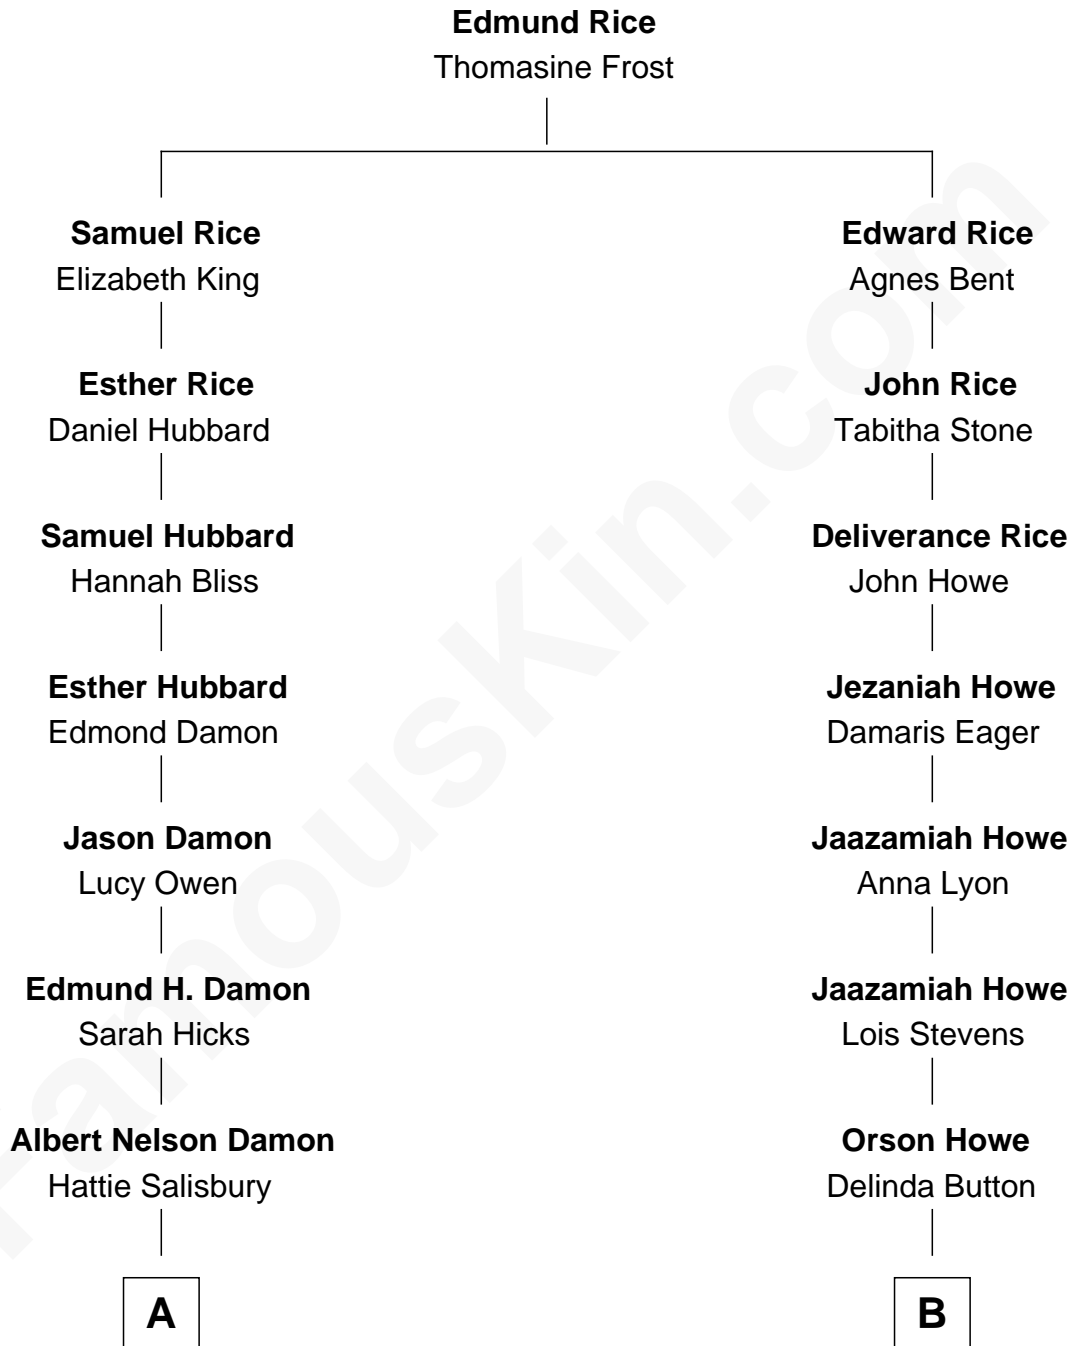 Edmund Rice
Thomasine Frost
Samuel Rice
Elizabeth King
Edward Rice
Agnes Bent
Esther Rice
Daniel Hubbard
John Rice
Tabitha Stone
Samuel Hubbard
Hannah Bliss
Deliverance Rice
John Howe
Esther Hubbard
Edmond Damon
Jezaniah Howe
Damaris Eager
Jason Damon
Lucy Owen
Jaazamiah Howe
Anna Lyon
Edmund H. Damon
Sarah Hicks
Jaazamiah Howe
Lois Stevens
Albert Nelson Damon
Hattie Salisbury
Orson Howe
Delinda Button
A
B
FamousKin.com